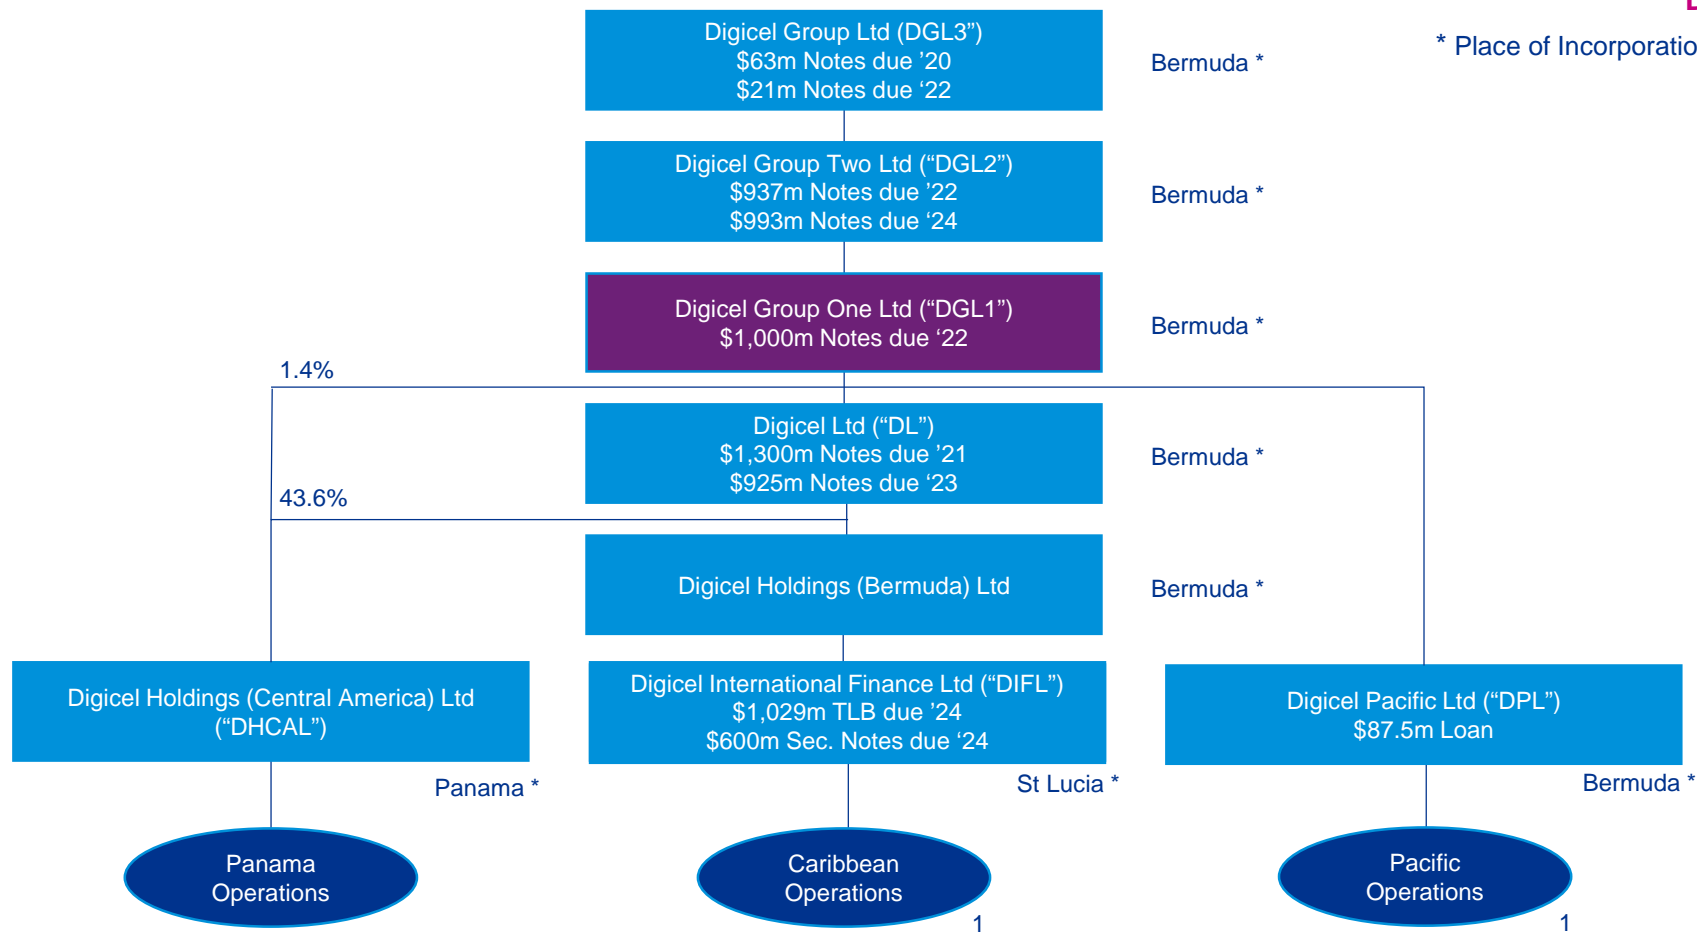 * Place of Incorporatio
Digicel Group Ltd (DGL3”)
$63m Notes due ’20
$21m Notes due ’22
Bermuda *
Digicel Group Two Ltd (“DGL2”)
$937m Notes due ’22
$993m Notes due ‘24
Bermuda *
Digicel Group One Ltd (“DGL1”)
$1,000m Notes due ‘22
Bermuda *
1.4%
Digicel Ltd (“DL”)
$1,300m Notes due ’21
$925m Notes due ‘23
Bermuda *
43.6%
Digicel Holdings (Bermuda) Ltd
Bermuda *
Digicel Holdings (Central America) Ltd
(“DHCAL”)
Panama *
Digicel International Finance Ltd (“DIFL”)
$1,029m TLB due ’24
$600m Sec. Notes due ‘24
St Lucia *
Digicel Pacific Ltd (“DPL”)
$87.5m Loan
Bermuda *
Panama
Operations
Caribbean
Operations
1
Pacific
Operations
1